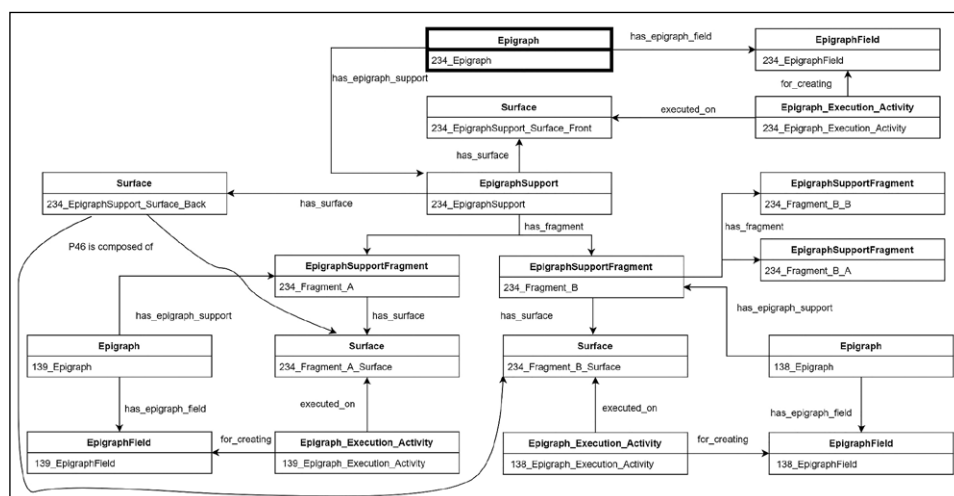 Epigraph
234_Epigraph
has_epigraph_field
EpigraphField
234_EpigraphField
has_epigraph_support
for_creating
Surface
234_EpigraphSupport_Surface_Front
executed_on
Epigraph_Execution_Activity
234_Epigraph_Execution_Activity
has_surface
Surface
234_EpigraphSupport_Surface_Back
has_surface
EpigraphSupport
234_EpigraphSupport
EpigraphSupportFragment
234_Fragment_B_B
has_fragment
has_fragment
P46 is composed of
EpigraphSupportFragment
234_Fragment_A
EpigraphSupportFragment
234_Fragment_B
EpigraphSupportFragment
234_Fragment_B_A
has_epigraph_support
has_surface
has_surface
has_epigraph_support
Epigraph
139_Epigraph
Surface
234_Fragment_A_Surface
Surface
234_Fragment_B_Surface
Epigraph
138_Epigraph
has_epigraph_field
executed_on
executed_on
has_epigraph_field
EpigraphField
139_EpigraphField
for_creating
Epigraph_Execution_Activity
139_Epigraph_Execution_Activity
Epigraph_Execution_Activity
138_Epigraph_Execution_Activity
for_creating
EpigraphField
138_EpigraphField